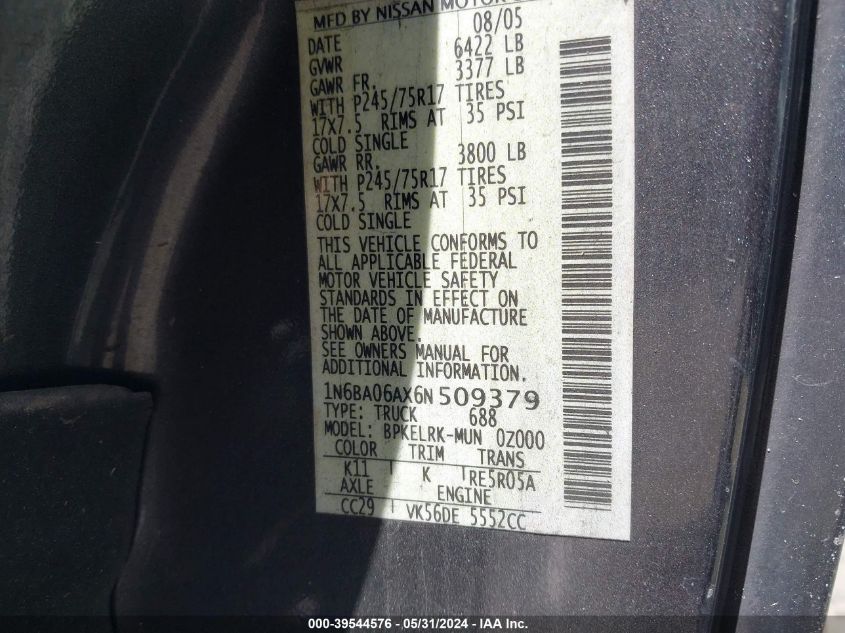 MFD BY NISSAN MOTOR
DATE 08/05
GVWR 6422 LB
GAWR FR. 3377 LB
WITH P245/75R17 TIRES
17X7.5 RIMS AT 35 PSI
COLD SINGLE
GAWR RR. 3800 LB
WITH P245/75R17 TIRES
17X7.5 RIMS AT 35 PSI
COLD SINGLE
THIS VEHICLE CONFORMS TO
ALL APPLICABLE FEDERAL
MOTOR VEHICLE SAFETY
STANDARDS IN EFFECT ON
THE DATE OF MANUFACTURE
SHOWN ABOVE.
SEE OWNERS MANUAL FOR
ADDITIONAL INFORMATION.
1N6BA06AX6N 509379
TYPE: TRUCK 688
MODEL: BPKELRK-MUN 0Z000
COLOR TRIM TRANS
K11 K RE5R05A
AXLE ENGINE
CC29 VK56DE 5552CC
000-39544576 - 05/31/2024 - IAA Inc.